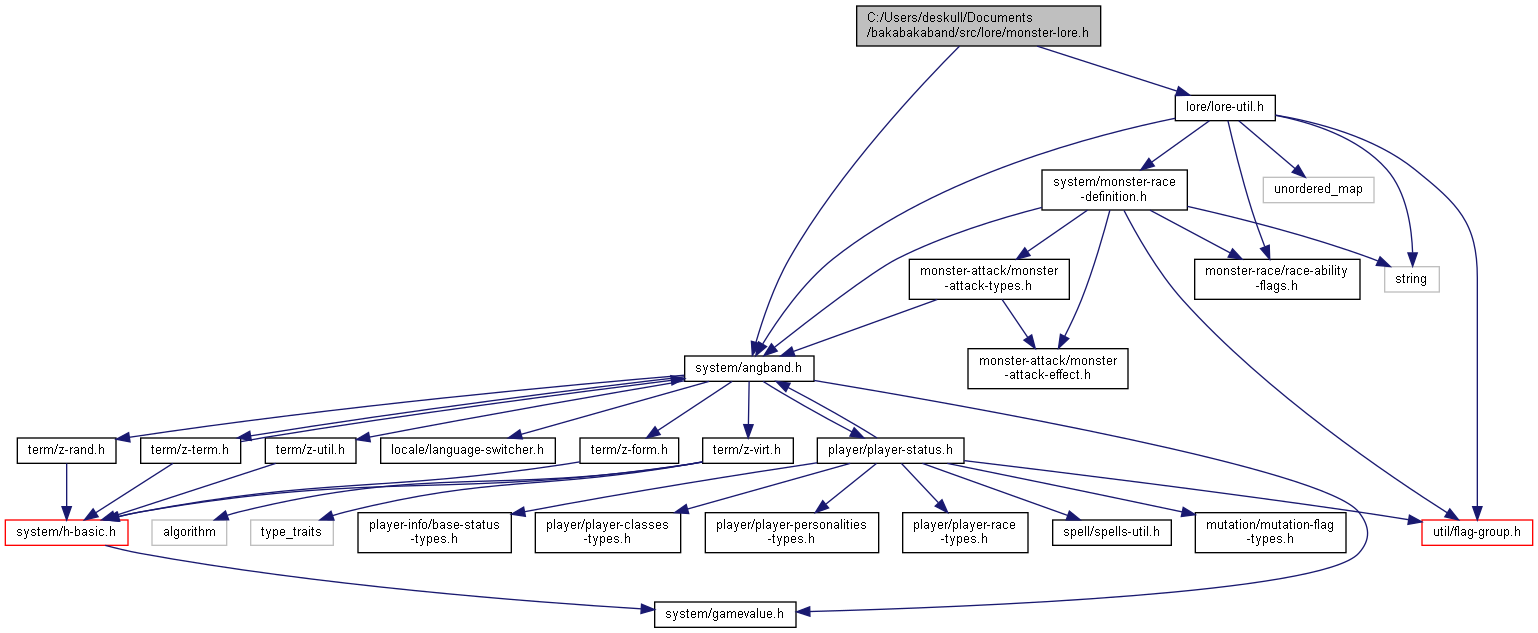 C:/Users/deskull/Documents
/bakabakaband/src/lore/monster-lore.h
lore/lore-util.h
system/monster-race
-definition.h
unordered_map
monster-attack/monster
-attack-types.h
monster-race/race-ability
-flags.h
string
monster-attack/monster
-attack-effect.h
system/angband.h
term/z-rand.h
term/z-term.h
term/z-util.h
locale/language-switcher.h
term/z-form.h
term/z-virt.h
player/player-status.h
system/h-basic.h
algorithm
type_traits
player-info/base-status
-types.h
player/player-classes
-types.h
player/player-personalities
-types.h
player/player-race
-types.h
spell/spells-util.h
mutation/mutation-flag
-types.h
util/flag-group.h
system/gamevalue.h